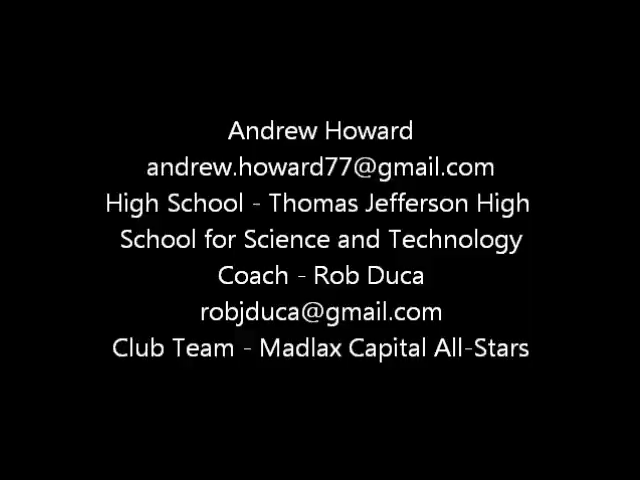 Andrew Howard
andrew.howard77@gmail.com
High School - Thomas Jefferson High
School for Science and Technology
Coach - Rob Duca
robjduca@gmail.com
Club Team - Madlax Capital All-Stars